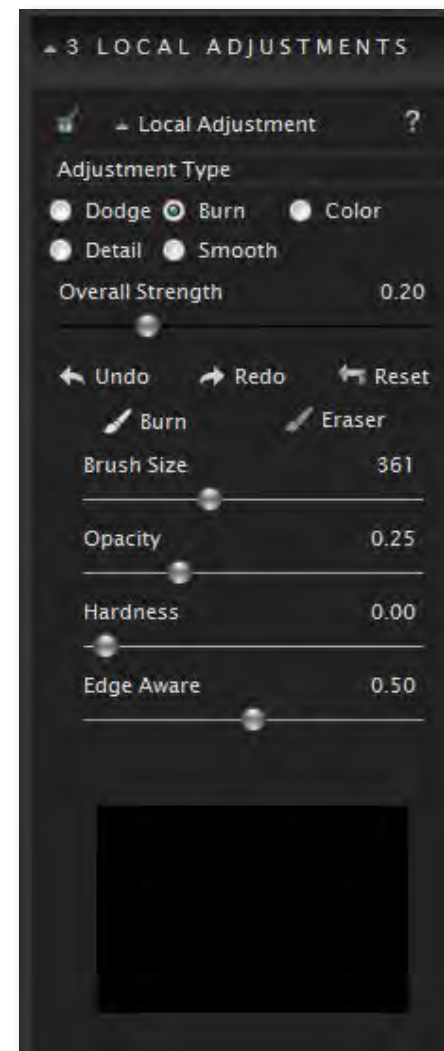 3 LOCAL ADJUSTMENTS
Local Adjustment ?
Adjustment Type
Dodge Burn Color
Detail Smooth
Overall Strength 0.20
Undo Redo Reset
Burn Eraser
Brush Size 361
Opacity 0.25
Hardness 0.00
Edge Aware 0.50